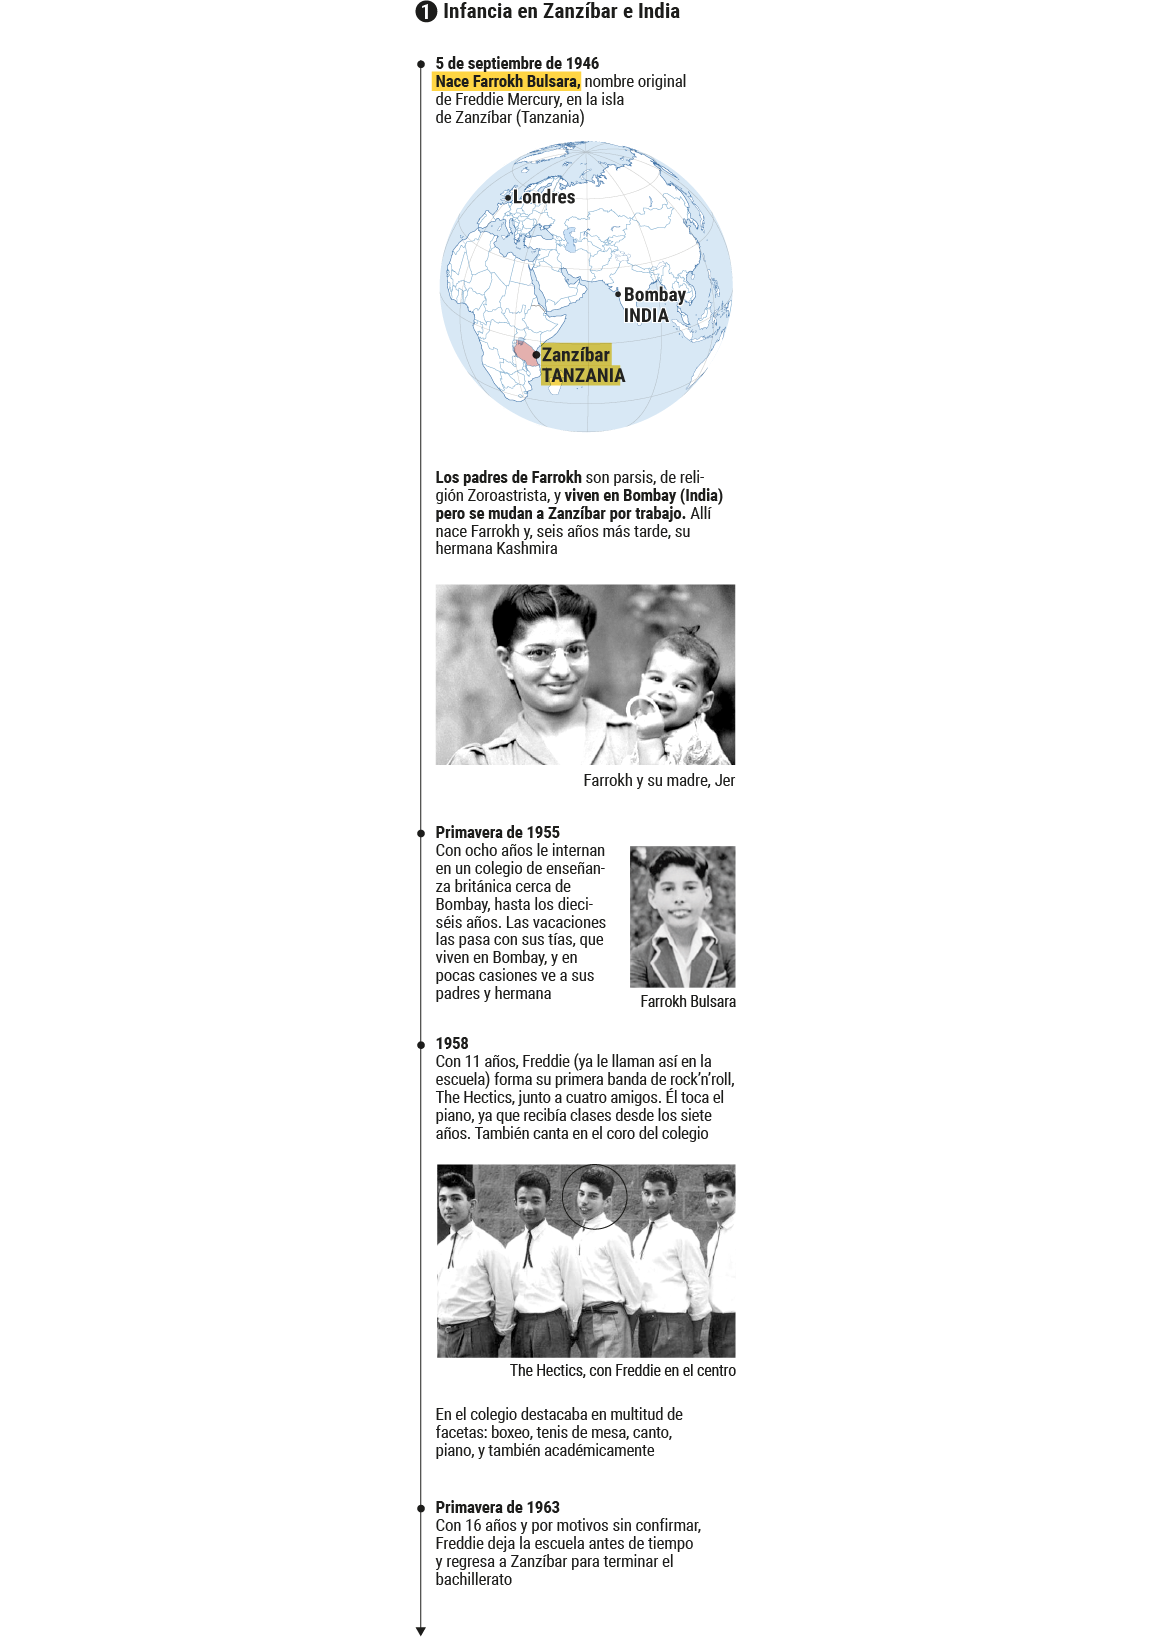 1 Infancia en Zanzíbar e India
5 de septiembre de 1946
Nace Farrokh Bulsara, nombre original
de Freddie Mercury, en la isla
de Zanzíbar (Tanzania)
Londres
Bombay
INDIA
Zanzíbar
TANZANIA
Los padres de Farrokh son parsis, de reli-
gión Zoroastrista, y viven en Bombay (India)
pero se mudan a Zanzíbar por trabajo. Allí
nace Farrokh y, seis años más tarde, su
hermana Kashmira
Farrokh y su madre, Jer
Primavera de 1955
Con ocho años le internan
en un colegio de enseñan-
za británica cerca de
Bombay, hasta los dieci-
séis años. Las vacaciones
las pasa con sus tías, que
viven en Bombay, y en
pocas casiones ve a sus
padres y hermana
Farrokh Bulsara
1958
Con 11 años, Freddie (ya le llaman así en la
escuela) forma su primera banda de rock’n’roll,
The Hectics, junto a cuatro amigos. Él toca el
piano, ya que recibía clases desde los siete
años. También canta en el coro del colegio
The Hectics, con Freddie en el centro
En el colegio destacaba en multitud de
facetas: boxeo, tenis de mesa, canto,
piano, y también académicamente
Primavera de 1963
Con 16 años y por motivos sin confirmar,
Freddie deja la escuela antes de tiempo
y regresa a Zanzíbar para terminar el
bachillerato